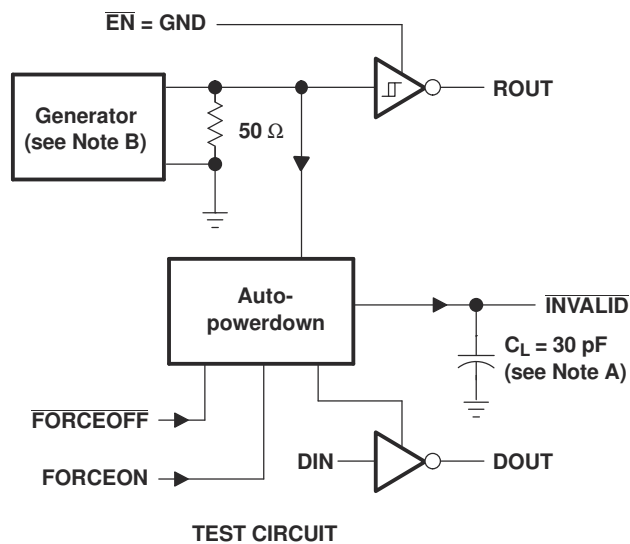 EN = GND
ROUT
Generator
(see Note B)
50 Ω
Auto-
powerdown
INVALID
CL = 30 pF
(see Note A)
FORCEOFF
FORCEON
DIN
DOUT
TEST CIRCUIT